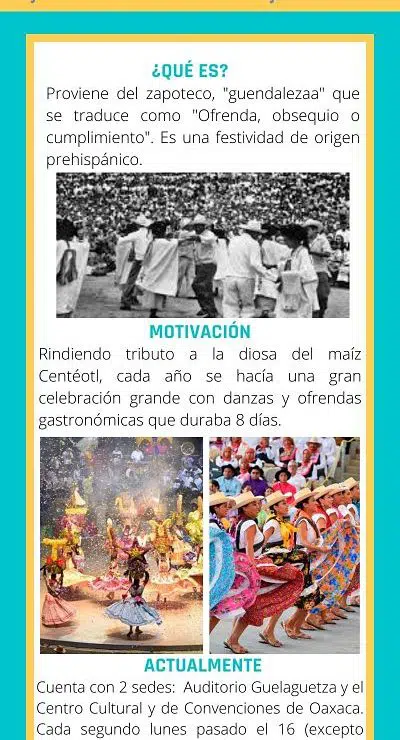 ¿QUÉ ES?
Proviene del zapoteco, "guendalezaa" que
se traduce como "Ofrenda, obsequio o
cumplimiento". Es una festividad de origen
prehispánico.
MOTIVACIÓN
Rindiendo tributo a la diosa del maíz
Centéotl, cada año se hacía una gran
celebración grande con danzas y ofrendas
gastronómicas que duraba 8 días.
ACTUALMENTE
Cuenta con 2 sedes: Auditorio Guelaguetza y el
Centro Cultural y de Convenciones de Oaxaca.
Cada segundo lunes pasado el 16 (excepto